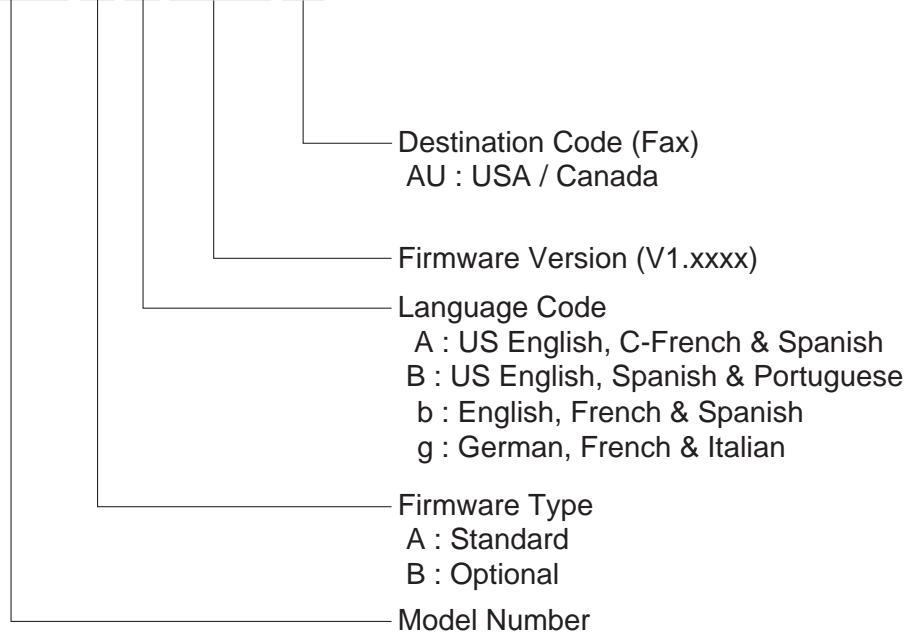 Destination Code (Fax)
AU : USA / Canada
Firmware Version (V1.xxxx)
Language Code
A : US English, C-French & Spanish
B : US English, Spanish & Portuguese
b : English, French & Spanish
g : German, French & Italian
Firmware Type
A : Standard
B : Optional
Model Number